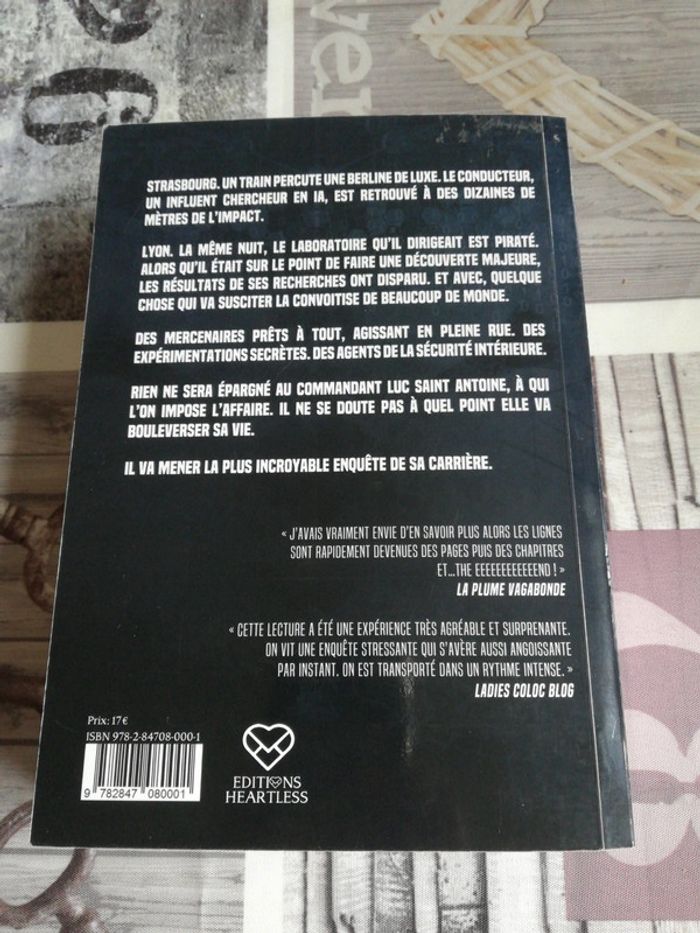 6
ver
STRASBOURG. UN TRAIN PERCUTE UNE BERLINE DE LUXE. LE CONDUCTEUR,
UN INFLUENT CHERCHEUR EN IA, EST RETROUVÉ À DES DIZAINES DE
MÈTRES DE L'IMPACT.
LYON. LA MÊME NUIT, LE LABORATOIRE QU'IL DIRIGEAIT EST PIRATÉ.
ALORS QU'IL ÉTAIT SUR LE POINT DE FAIRE UNE DÉCOUVERTE MAJEURE,
LES RÉSULTATS DE SES RECHERCHES ONT DISPARU. ET AVEC, QUELQUE
CHOSE QUI VA SUSCITER LA CONVOITISE DE BEAUCOUP DE MONDE.
DES MERCENAIRES PRÊTS À TOUT, AGISSANT EN PLEINE RUE. DES
EXPÉRIMENTATIONS SECRÈTES. DES AGENTS DE LA SÉCURITÉ INTÉRIEURE.
RIEN NE SERA ÉPARGNÉ AU COMMANDANT LUC SAINT ANTOINE, À QUI
L'ON IMPOSE L'AFFAIRE. IL NE SE DOUTE PAS À QUEL POINT ELLE VA
BOULEVERSER SA VIE.
IL VA MENER LA PLUS INCROYABLE ENQUÊTE DE SA CARRIÈRE.
« J'AVAIS VRAIMENT ENVIE D'EN SAVOIR PLUS ALORS LES LIGNES
SONT RAPIDEMENT DEVENUES DES PAGES PUIS DES CHAPITRES
ET...THE EEEEEEEEEEEEND ! »
LA PLUME VAGABONDE
« CETTE LECTURE A ÉTÉ UNE EXPÉRIENCE TRÈS AGRÉABLE ET SURPRENANTE.
ON VIT UNE ENQUÊTE STRESSANTE QUI S'AVÈRE AUSSI ANGOISSANTE
PAR INSTANT. ON EST TRANSPORTÉ DANS UN RYTHME INTENSE. »
LADIES COLOC BLOG
Prix: 17€
ISBN 978-2-84708-000-1
9 782847 080001
EDITIONS
HEARTLESS